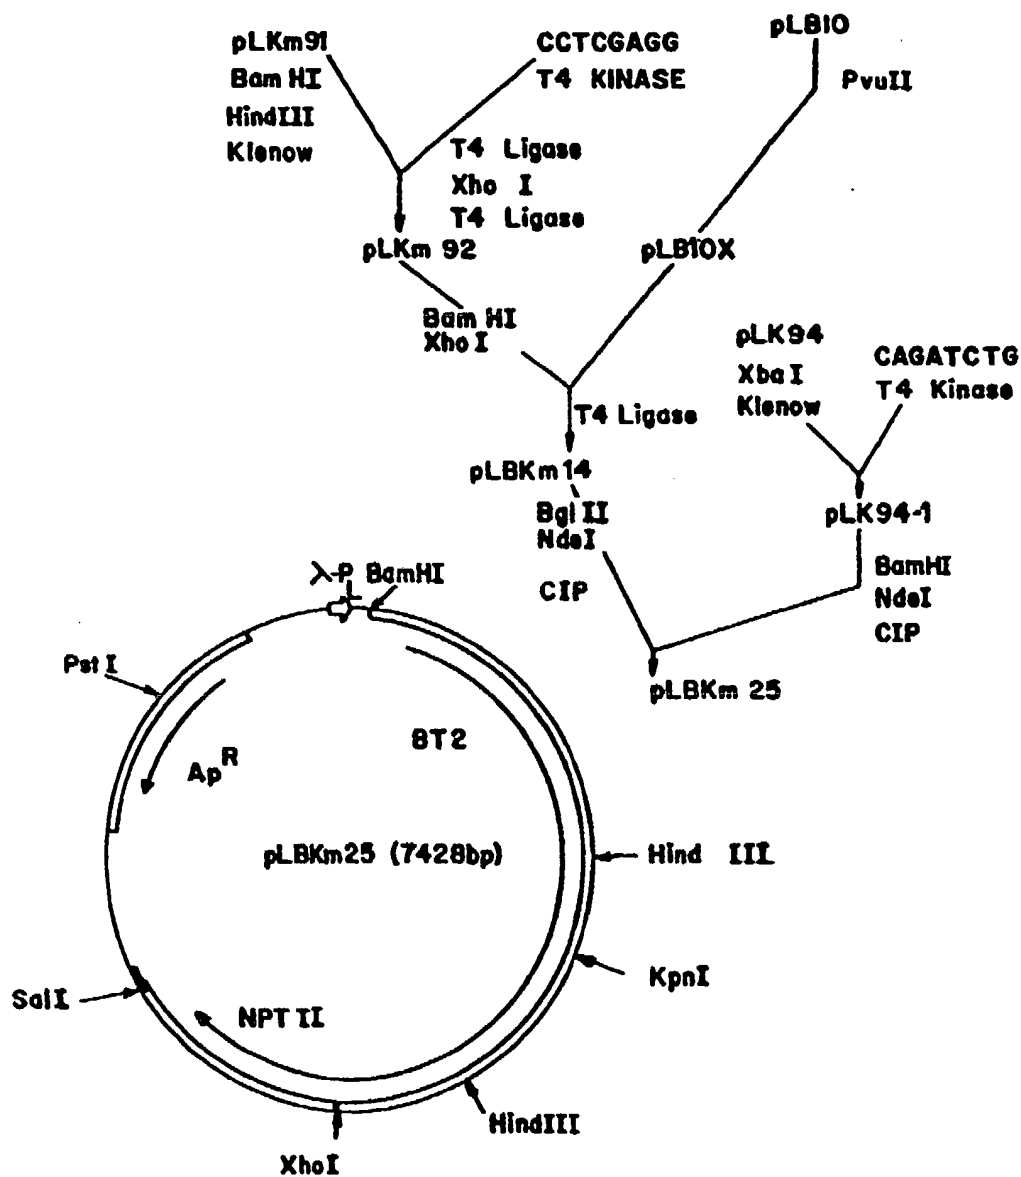 pLKm91
Bam HI
HindIII
Klenow
CCTCGAGG
T4 KINASE
pLB10
PvuII
T4 Ligase
Xho I
T4 Ligase
pLKm 92
pLB10X
Bam HI
Xho I
pLK94
Xba I
Klenow
CAGATCTG
T4 Kinase
T4 Ligase
pLBKm14
Bgl II
NdeI
CIP
pLK94-1
BamHI
NdeI
CIP
pLBKm 25
λ-PL
BamHI
Pst I
ApR
BT2
pLBKm25 (7428bp)
Hind III
KpnI
SalI
NPT II
HindIII
XhoI